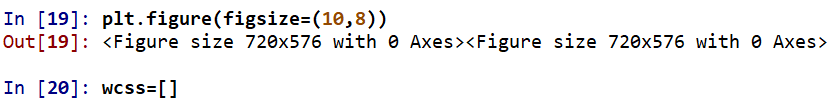 In [19]: plt.figure(figsize=(10,8))
Out[19]: <Figure size 720x576 with 0 Axes><Figure size 720x576 with 0 Axes>
In [20]: wcss=[]